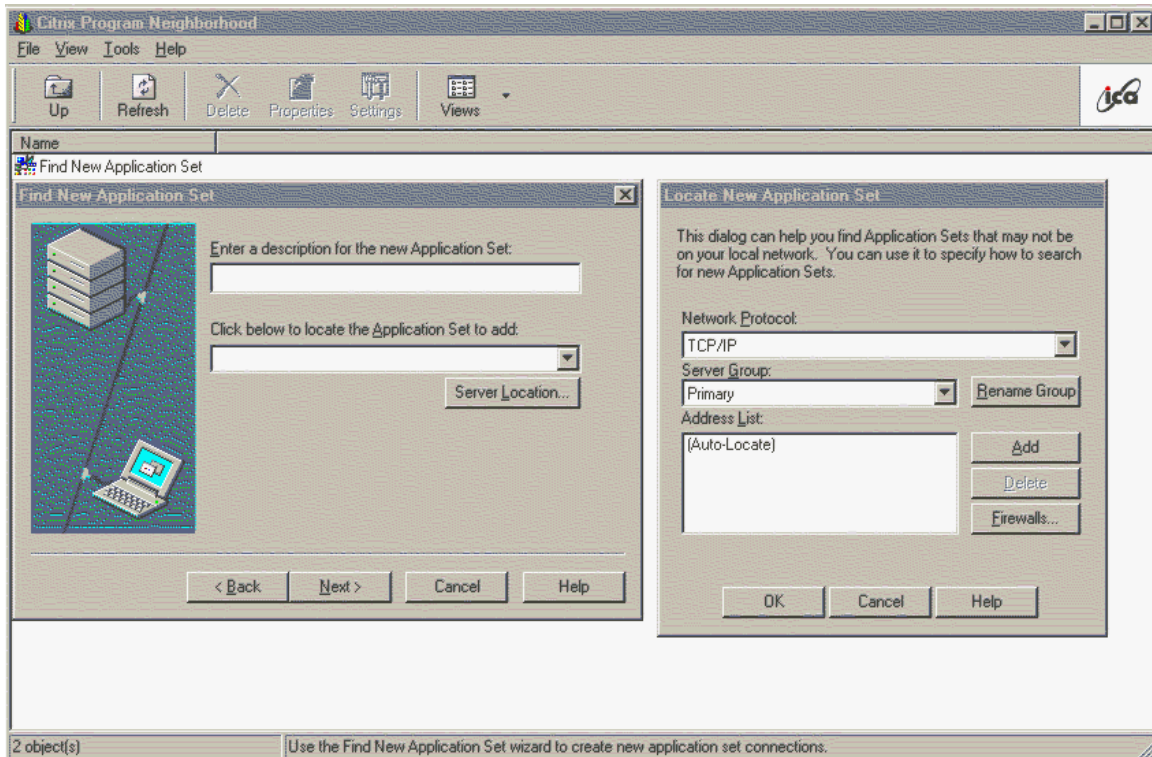 Citrix Program Neighborhood
File View Tools Help
Up Refresh Delete Properties Settings Views
ica
Name
Find New Application Set
Find New Application Set
Enter a description for the new Application Set:
Click below to locate the Application Set to add:
Server Location...
< Back Next > Cancel Help
Locate New Application Set
This dialog can help you find Application Sets that may not be
on your local network. You can use it to specify how to search
for new Application Sets.
Network Protocol:
TCP/IP
Server Group:
Primary Rename Group
Address List:
(Auto-Locate)
Add
Delete
Firewalls...
OK Cancel Help
2 object(s) Use the Find New Application Set wizard to create new application set connections.